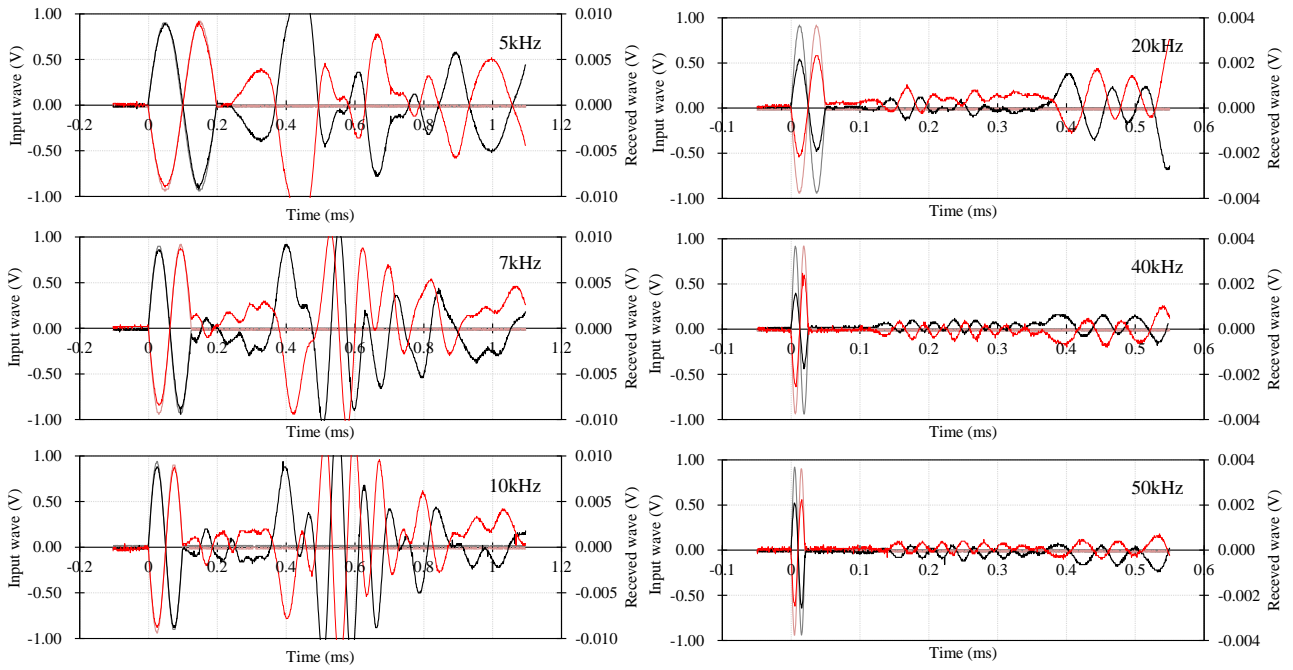 1.00 0.010
0.50 0.005
0.00 0.000
-0.50 -0.005
-1.00 -0.010
-0.2 0 0.2 0.4 0.6 0.8 1 1.2
Input wave (V)
Receved wave (V)
Time (ms)
5kHz
1.00 0.004
0.50 0.002
0.00 0.000
-0.50 -0.002
-1.00 -0.004
-0.1 0 0.1 0.2 0.3 0.4 0.5 0.6
Input wave (V)
Receved wave (V)
Time (ms)
20kHz
1.00 0.010
0.50 0.005
0.00 0.000
-0.50 -0.005
-1.00 -0.010
-0.2 0 0.2 0.4 0.6 0.8 1 1.2
Input wave (V)
Receved wave (V)
Time (ms)
7kHz
1.00 0.004
0.50 0.002
0.00 0.000
-0.50 -0.002
-1.00 -0.004
-0.1 0 0.1 0.2 0.3 0.4 0.5 0.6
Input wave (V)
Receved wave (V)
Time (ms)
40kHz
1.00 0.010
0.50 0.005
0.00 0.000
-0.50 -0.005
-1.00 -0.010
-0.2 0 0.2 0.4 0.6 0.8 1 1.2
Input wave (V)
Receved wave (V)
Time (ms)
10kHz
1.00 0.004
0.50 0.002
0.00 0.000
-0.50 -0.002
-1.00 -0.004
-0.1 0 0.1 0.2 0.3 0.4 0.5 0.6
Input wave (V)
Receved wave (V)
Time (ms)
50kHz